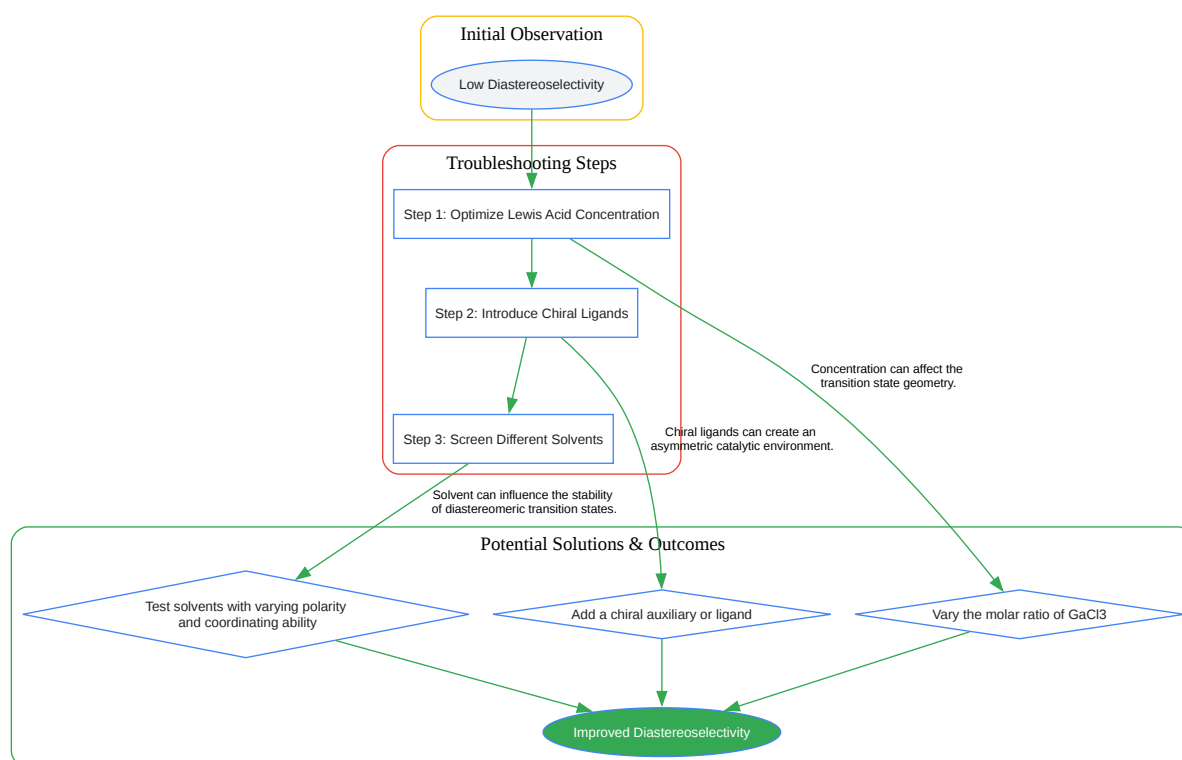 Initial Observation
Low Diastereoselectivity
Troubleshooting Steps
Step 1: Optimize Lewis Acid Concentration
Step 2: Introduce Chiral Ligands
Concentration can affect the
transition state geometry.
Chiral ligands can create an
asymmetric catalytic environment.
Step 3: Screen Different Solvents
Solvent can influence the stability
of diastereomeric transition states.
Potential Solutions & Outcomes
Test solvents with varying polarity
and coordinating ability
Add a chiral auxiliary or ligand
Vary the molar ratio of GaCl3
Improved Diastereoselectivity